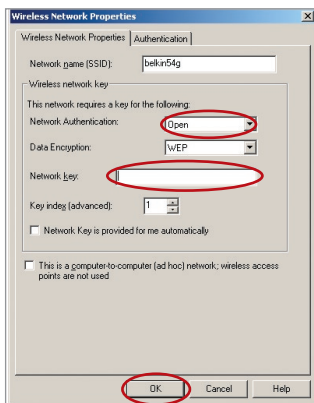 Wireless Network Properties
Wireless Network Properties Authentication
Network name (SSID): belkin54g
Wireless network key
This network requires a key for the following:
Network Authentication: Open
Data Encryption: WEP
Network key:
Key index (advanced): 1
Network Key is provided for me automatically
This is a computer-to-computer (ad hoc) network; wireless access
points are not used
OK Cancel Help